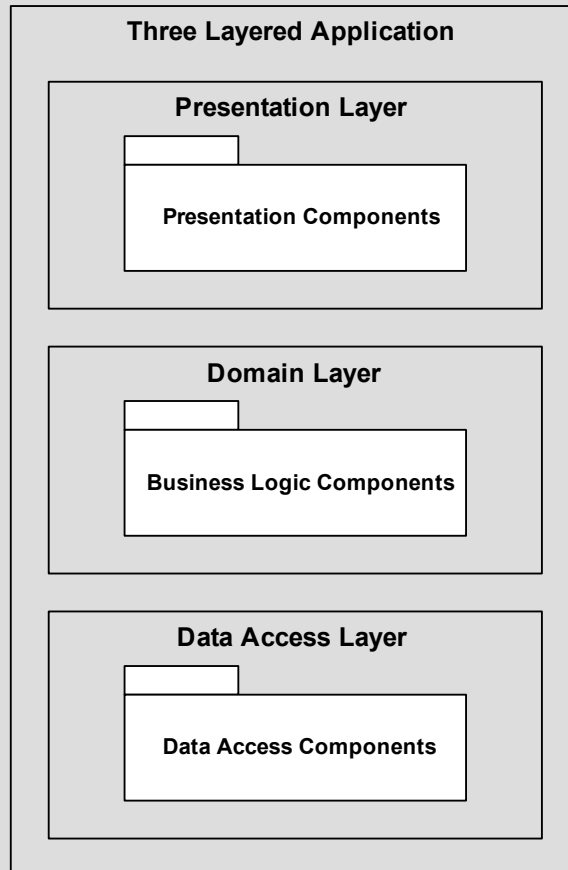 Three Layered Application
Presentation Layer
Presentation Components
Domain Layer
Business Logic Components
Data Access Layer
Data Access Components